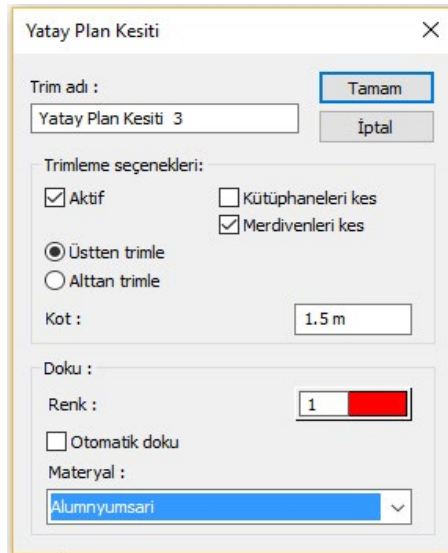 Yatay Plan Kesiti
Trim adı :
Tamam
Yatay Plan Kesiti 3
İptal
Trimleme seçenekleri:
Aktif
Kütüphaneleri kes
Merdivenleri kes
Üstten trimle
Alttan trimle
Kot :
1.5 m
Doku :
Renk :
1
Otomatik doku
Materyal :
Alumnyumsari